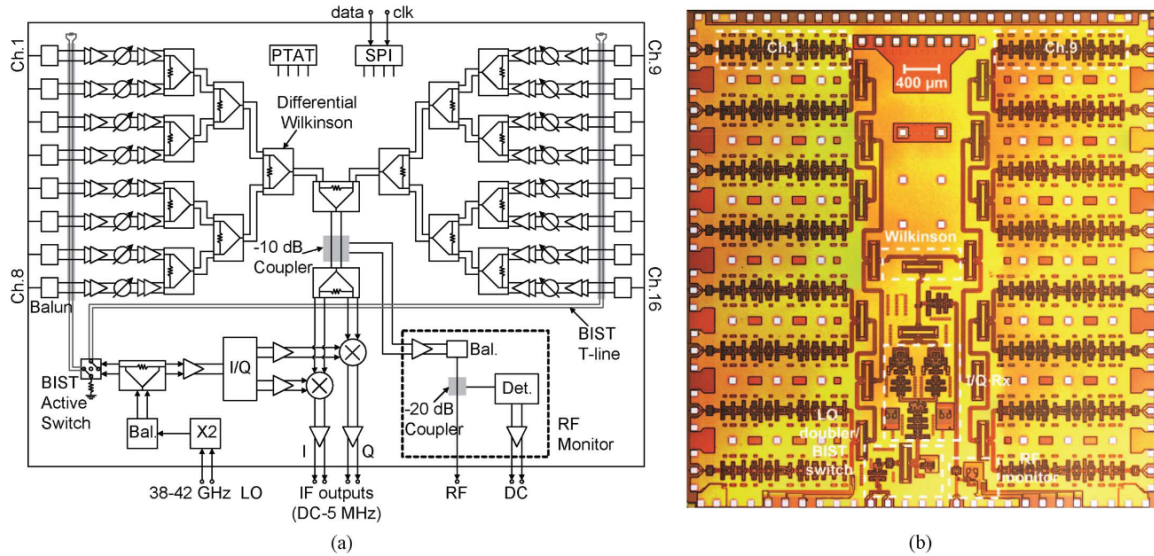 data clk
Ch.1
PTAT
SPI
Ch.9
Differential
Wilkinson
-10 dB
Coupler
Ch.8
Ch.16
Balun
BIST
T-line
BIST
Active
Switch
I/Q
Bal.
X2
Bal.
Det.
-20 dB
Coupler
RF
Monitor
I
Q
38-42 GHz LO
IF outputs
(DC-5 MHz)
RF
DC
(a)
Ch.1
Ch.9
400 µm
Wilkinson
I/Q Rx
LO
doubler/
BIST
switch
RF
monitor
(b)